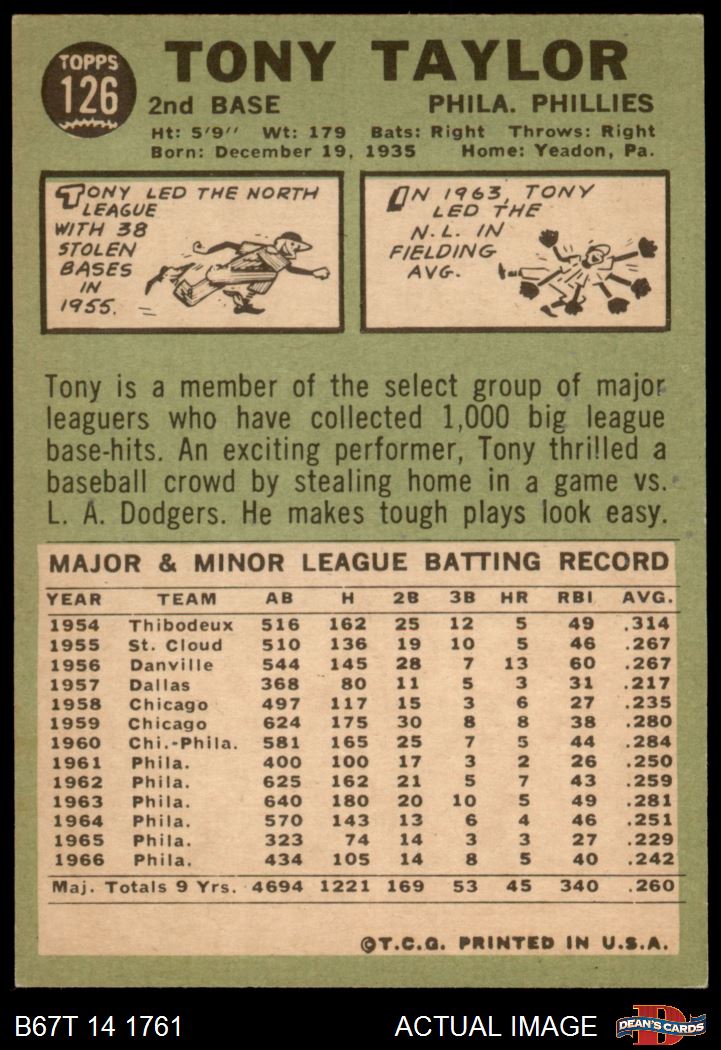 TOPPS
126
TONY TAYLOR
2nd BASE PHILA. PHILLIES
Ht: 5'9" Wt: 179 Bats: Right Throws: Right
Born: December 19, 1935 Home: Yeadon, Pa.
TONY LED THE NORTH
LEAGUE
WITH 38
STOLEN
BASES
IN
1955.
IN 1963, TONY
LED THE
N.L. IN
FIELDING
AVG.
Tony is a member of the select group of major
leaguers who have collected 1,000 big league
base-hits. An exciting performer, Tony thrilled a
baseball crowd by stealing home in a game vs.
L. A. Dodgers. He makes tough plays look easy.
MAJOR & MINOR LEAGUE BATTING RECORD
YEAR TEAM AB H 2B 3B HR RBI AVG.
1954 Thibodeux 516 162 25 12 5 49 .314
1955 St. Cloud 510 136 19 10 5 46 .267
1956 Danville 544 145 28 7 13 60 .267
1957 Dallas 368 80 11 5 3 31 .217
1958 Chicago 497 117 15 3 6 27 .235
1959 Chicago 624 175 30 8 8 38 .280
1960 Chi.-Phila. 581 165 25 7 5 44 .284
1961 Phila. 400 100 17 3 2 26 .250
1962 Phila. 625 162 21 5 7 43 .259
1963 Phila. 640 180 20 10 5 49 .281
1964 Phila. 570 143 13 6 4 46 .251
1965 Phila. 323 74 14 3 3 27 .229
1966 Phila. 434 105 14 8 5 40 .242
Maj. Totals 9 Yrs. 4694 1221 169 53 45 340 .260
©T.C.G. PRINTED IN U.S.A.
B67T 14 1761 ACTUAL IMAGE DEAN'S CARDS